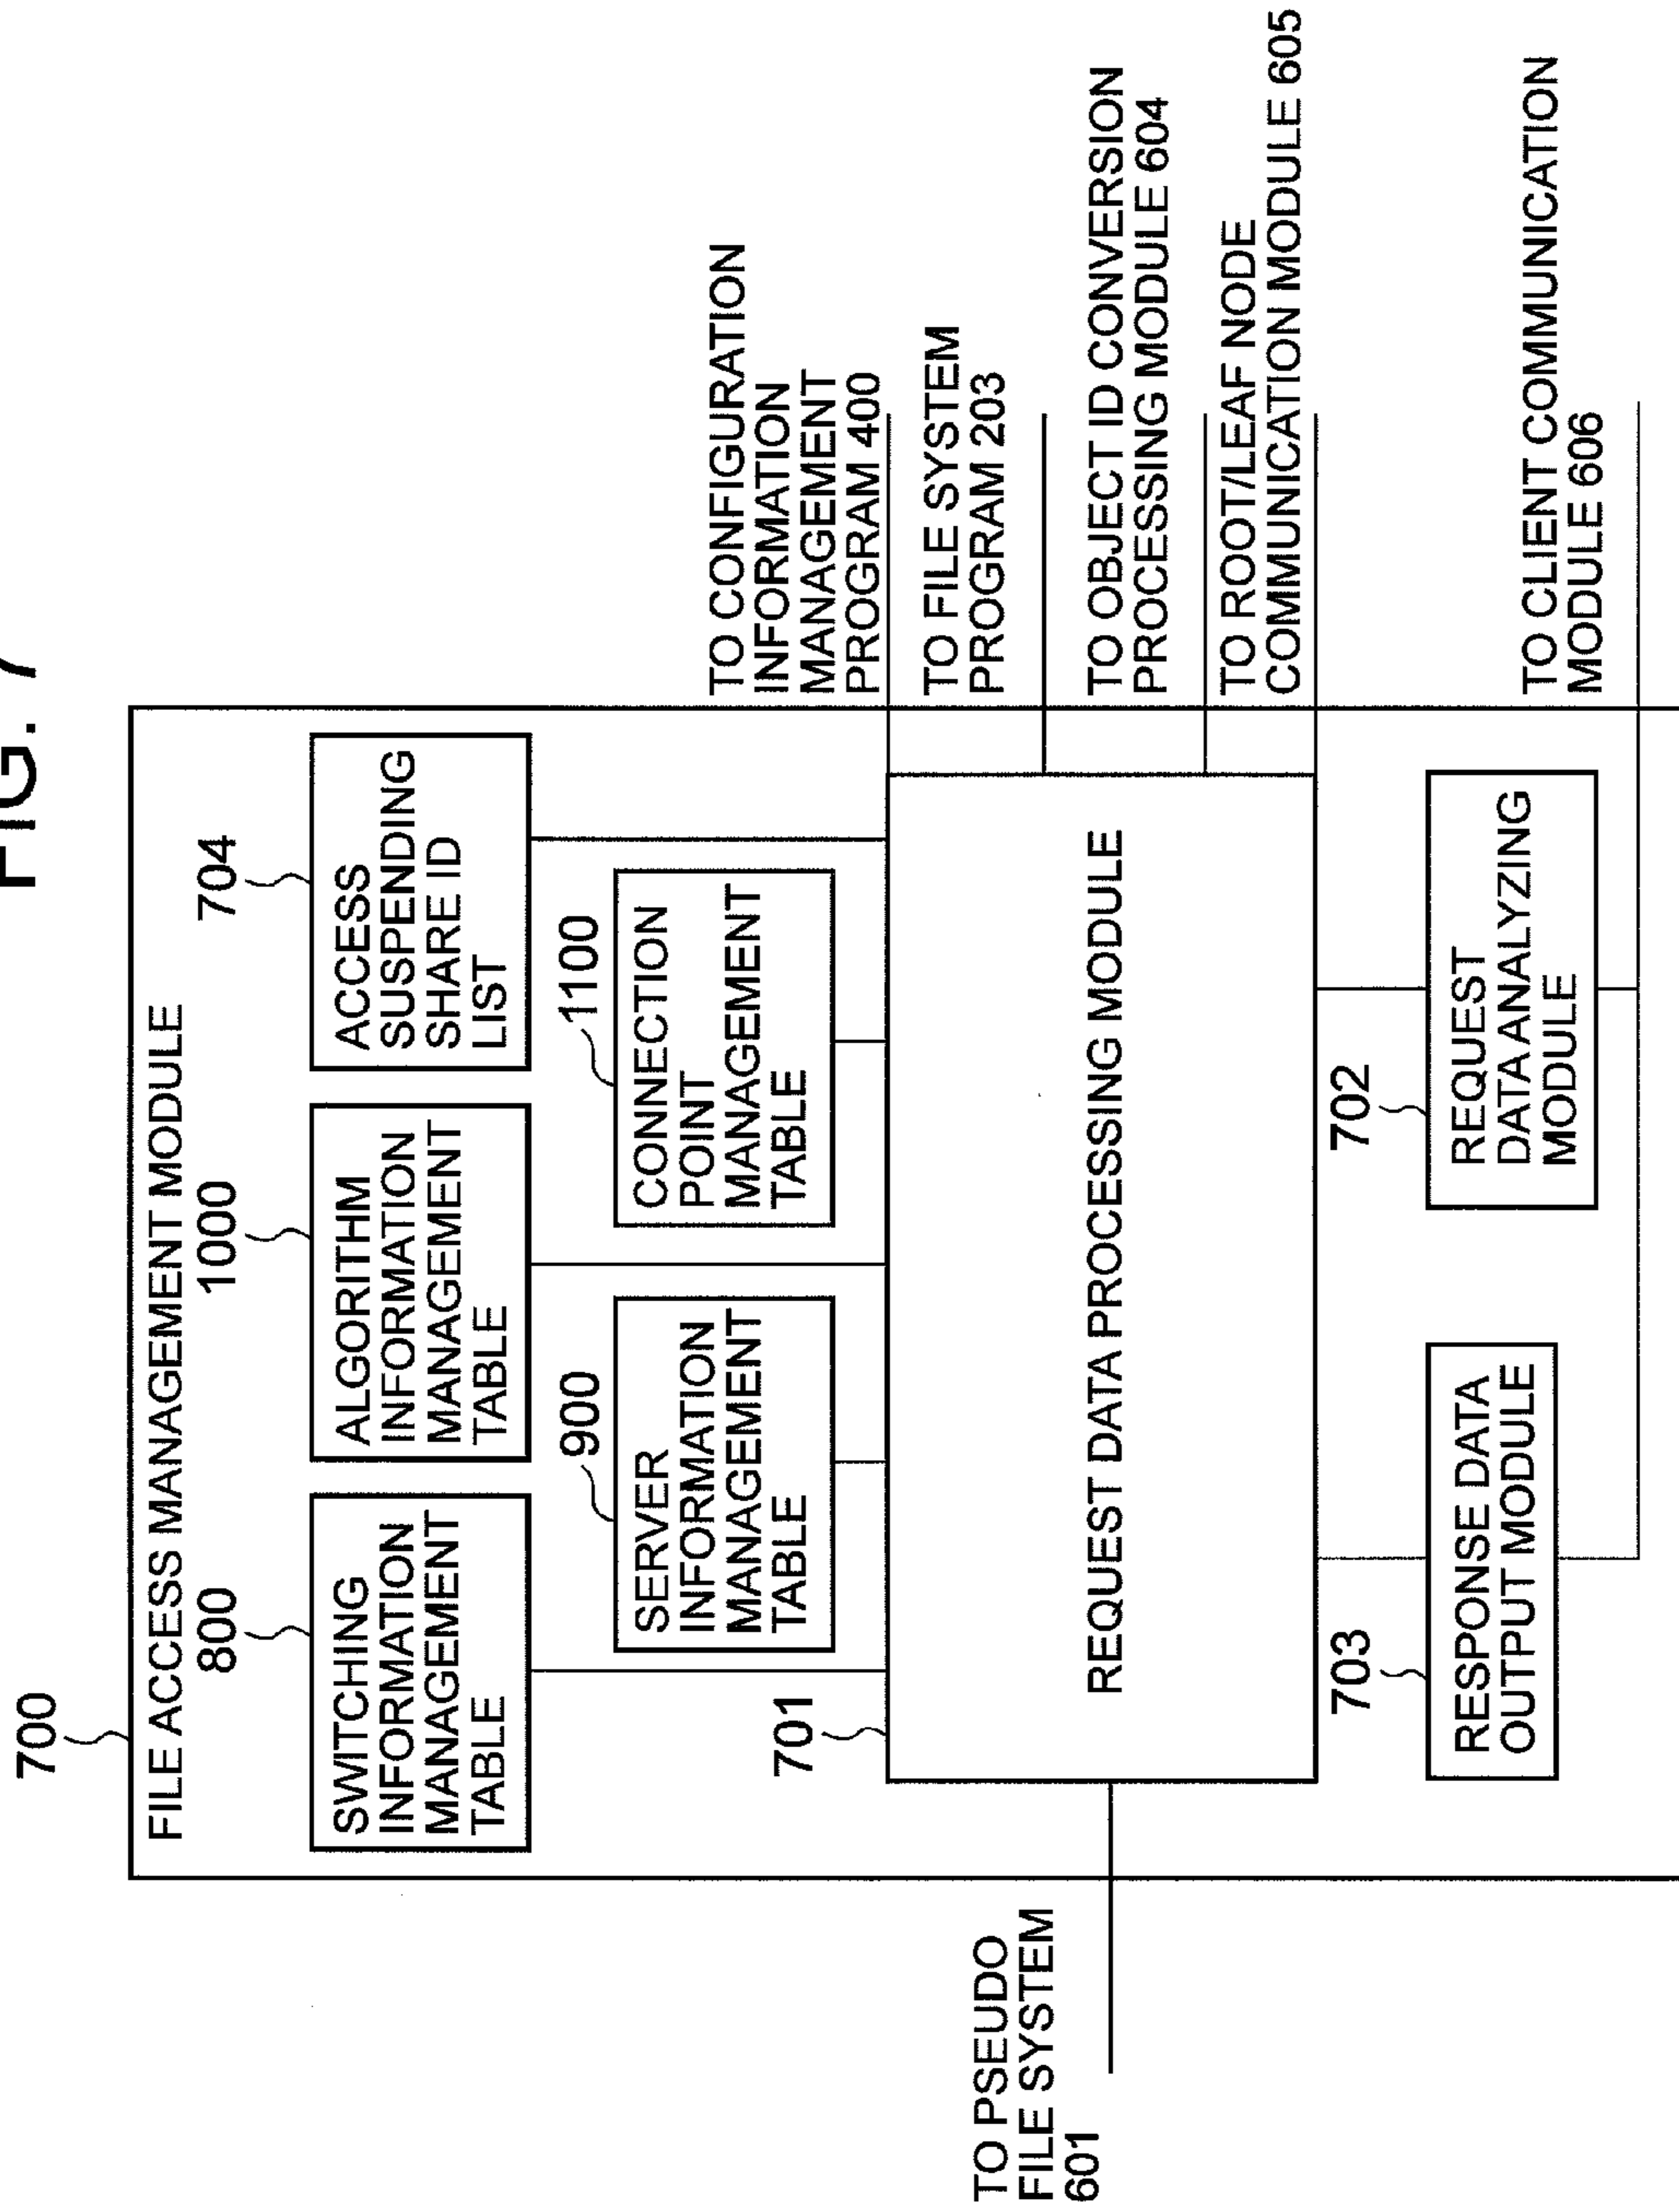 FIG. 7
700
FILE ACCESS MANAGEMENT MODULE
800
SWITCHING
INFORMATION
MANAGEMENT
TABLE
1000
ALGORITHM
INFORMATION
MANAGEMENT
TABLE
704
ACCESS
SUSPENDING
SHARE ID
LIST
900
SERVER
INFORMATION
MANAGEMENT
TABLE
1100
CONNECTION
POINT
MANAGEMENT
TABLE
701
REQUEST DATA PROCESSING MODULE
TO PSEUDO
FILE SYSTEM
601
TO CONFIGURATION
INFORMATION
MANAGEMENT
PROGRAM 400
TO FILE SYSTEM
PROGRAM 203
TO OBJECT ID CONVERSION
PROCESSING MODULE 604
TO ROOT/LEAF NODE
COMMUNICATION MODULE 605
703
RESPONSE DATA
OUTPUT MODULE
702
REQUEST
DATA ANALYZING
MODULE
TO CLIENT COMMUNICATION
MODULE 606